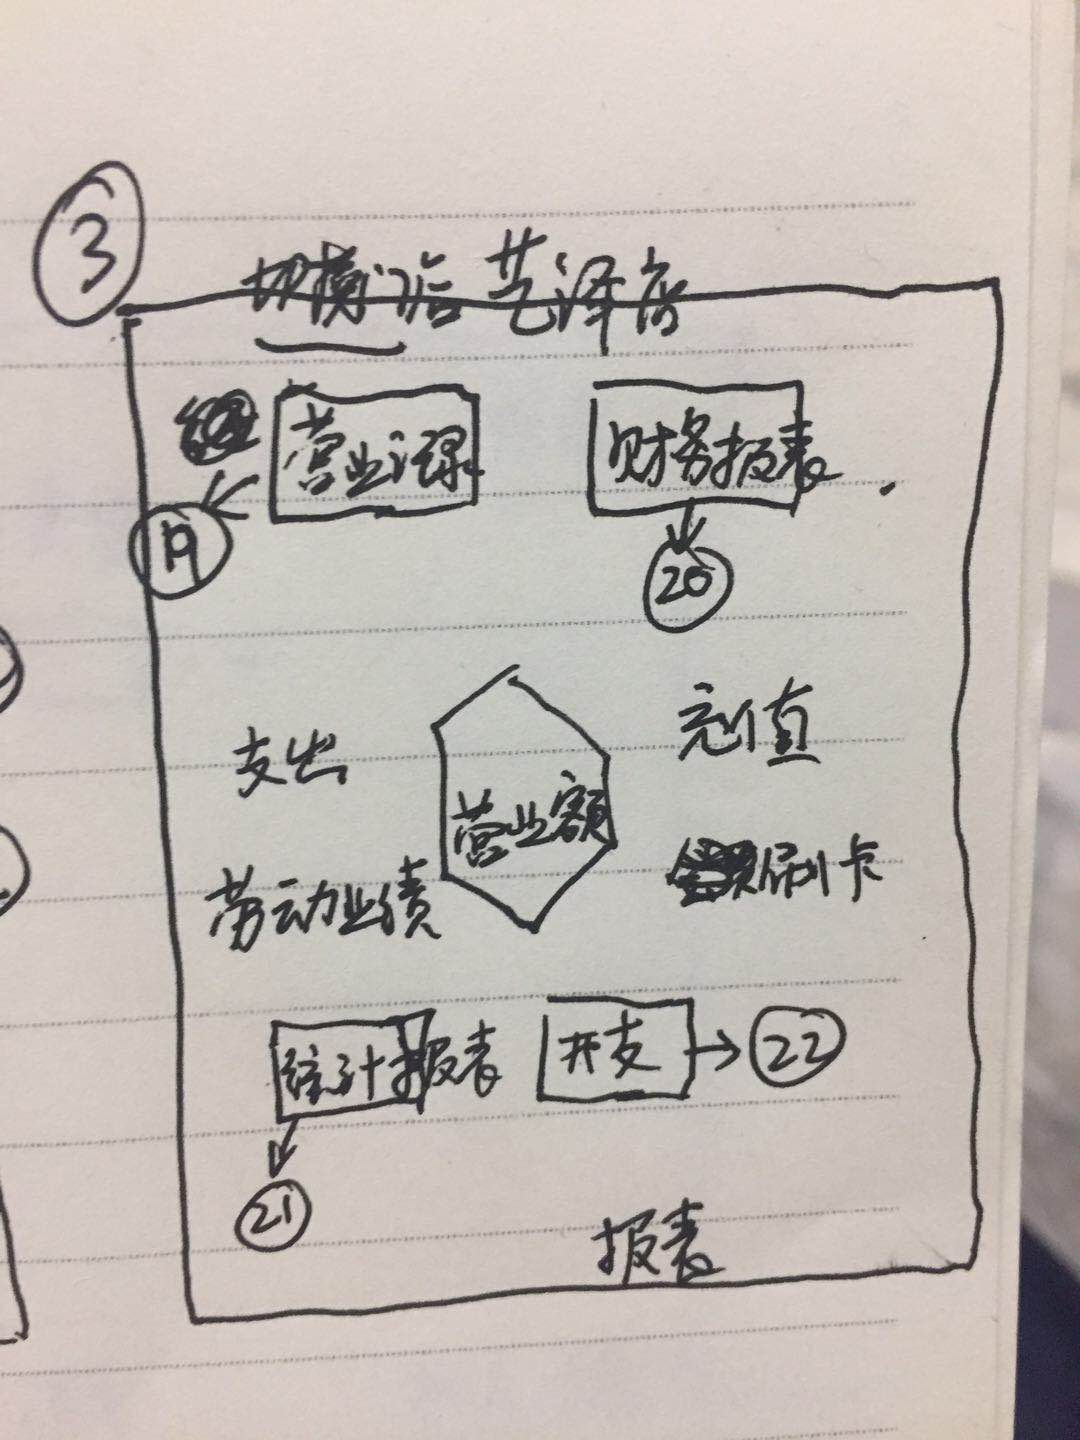 3
切换门店 艺泽店
营业记录 财务报表
19
20
支出 充值
营业额
劳动业绩 刷卡
统计报表 开支 22
21
报表